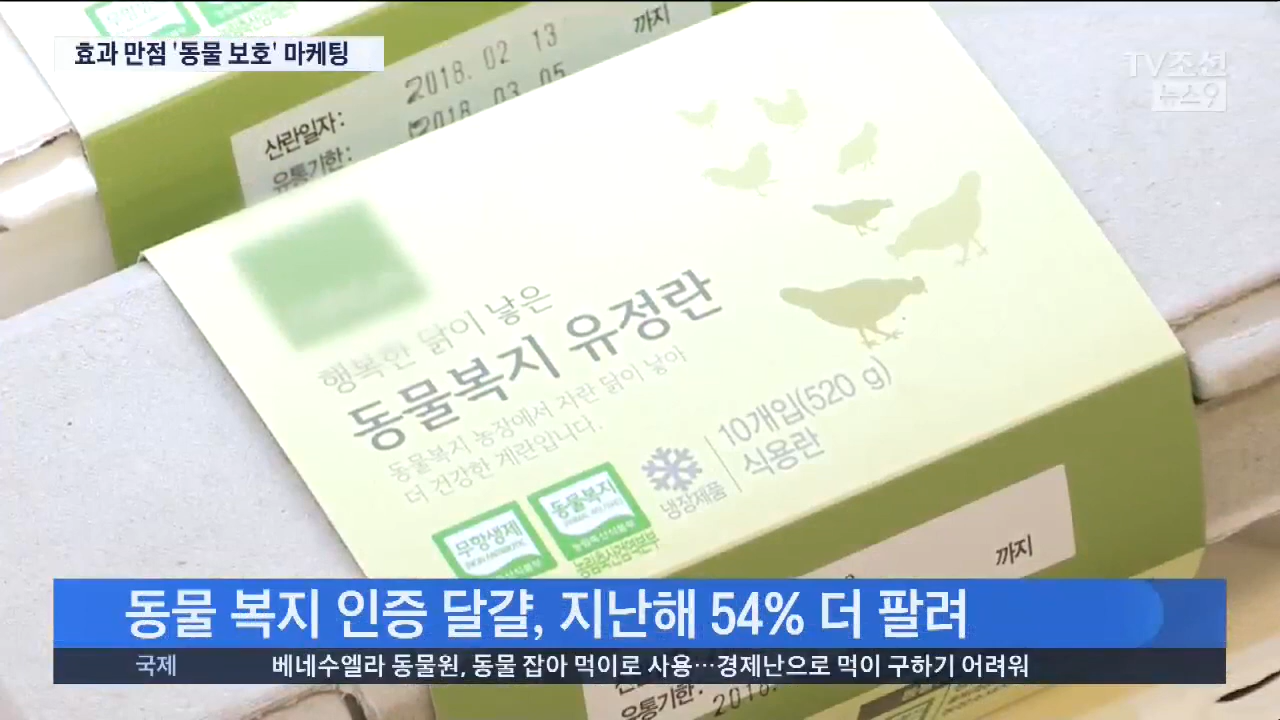 효과 만점 '동물 보호' 마케팅
TV조선
뉴스9
까지
산란일자: 2018. 02 13
유통기한: 2018. 03 05
행복한 닭이 낳은
동물복지 유정란
동물복지 농장에서 자란 닭이 낳아
더 건강한 계란입니다.
무항생제
동물복지
농림축산식품부
냉장제품
10개입(520 g)
식용란
까지
동물 복지 인증 달걀, 지난해 54% 더 팔려
국제 베네수엘라 동물원, 동물 잡아 먹이로 사용…경제난으로 먹이 구하기 어려워
유통기한: 2018.